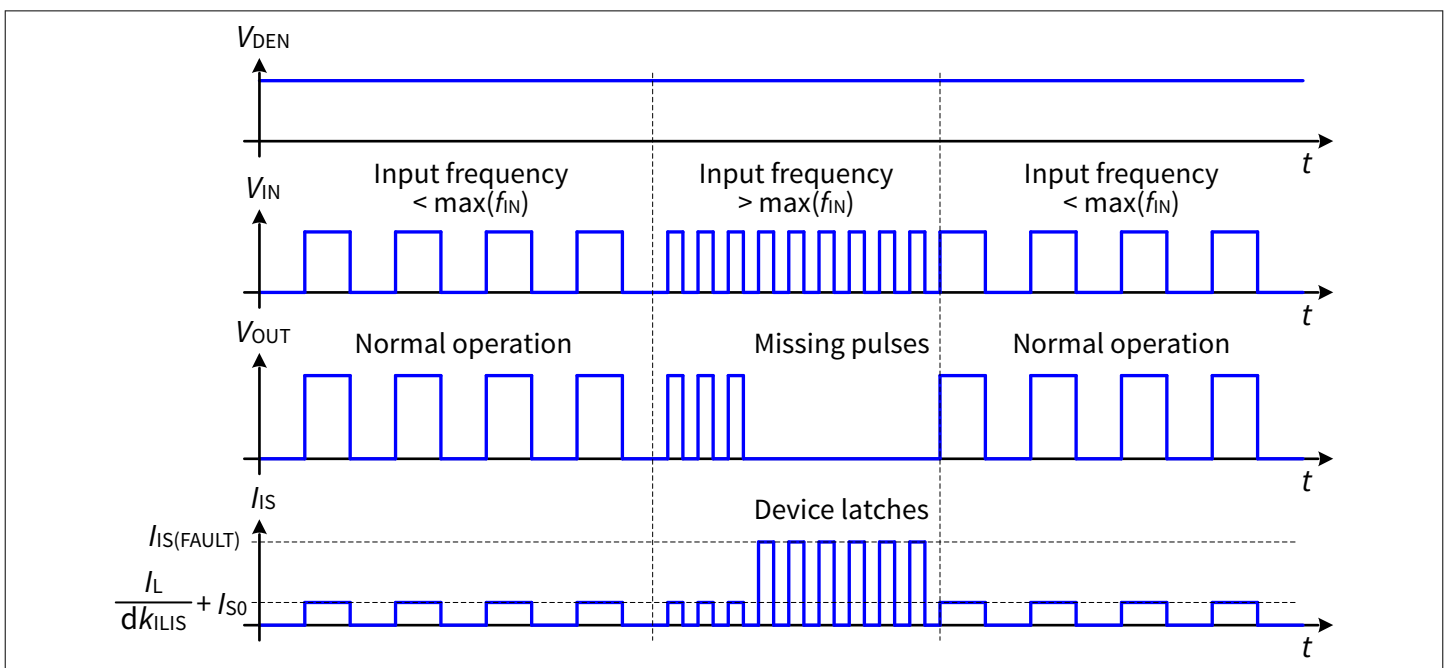 VDEN
t
Input frequency
< max(fIN)
Input frequency
> max(fIN)
Input frequency
< max(fIN)
VIN
t
VOUT
Normal operation
Missing pulses
Normal operation
t
IIS
Device latches
IIS(FAULT)
IL
dkILIS
+ IS0
t